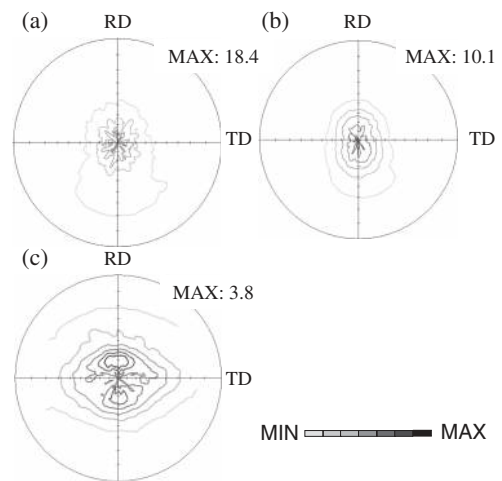 (a)
RD
MAX: 18.4
TD
(b)
RD
MAX: 10.1
TD
(c)
RD
MAX: 3.8
TD
MIN MAX